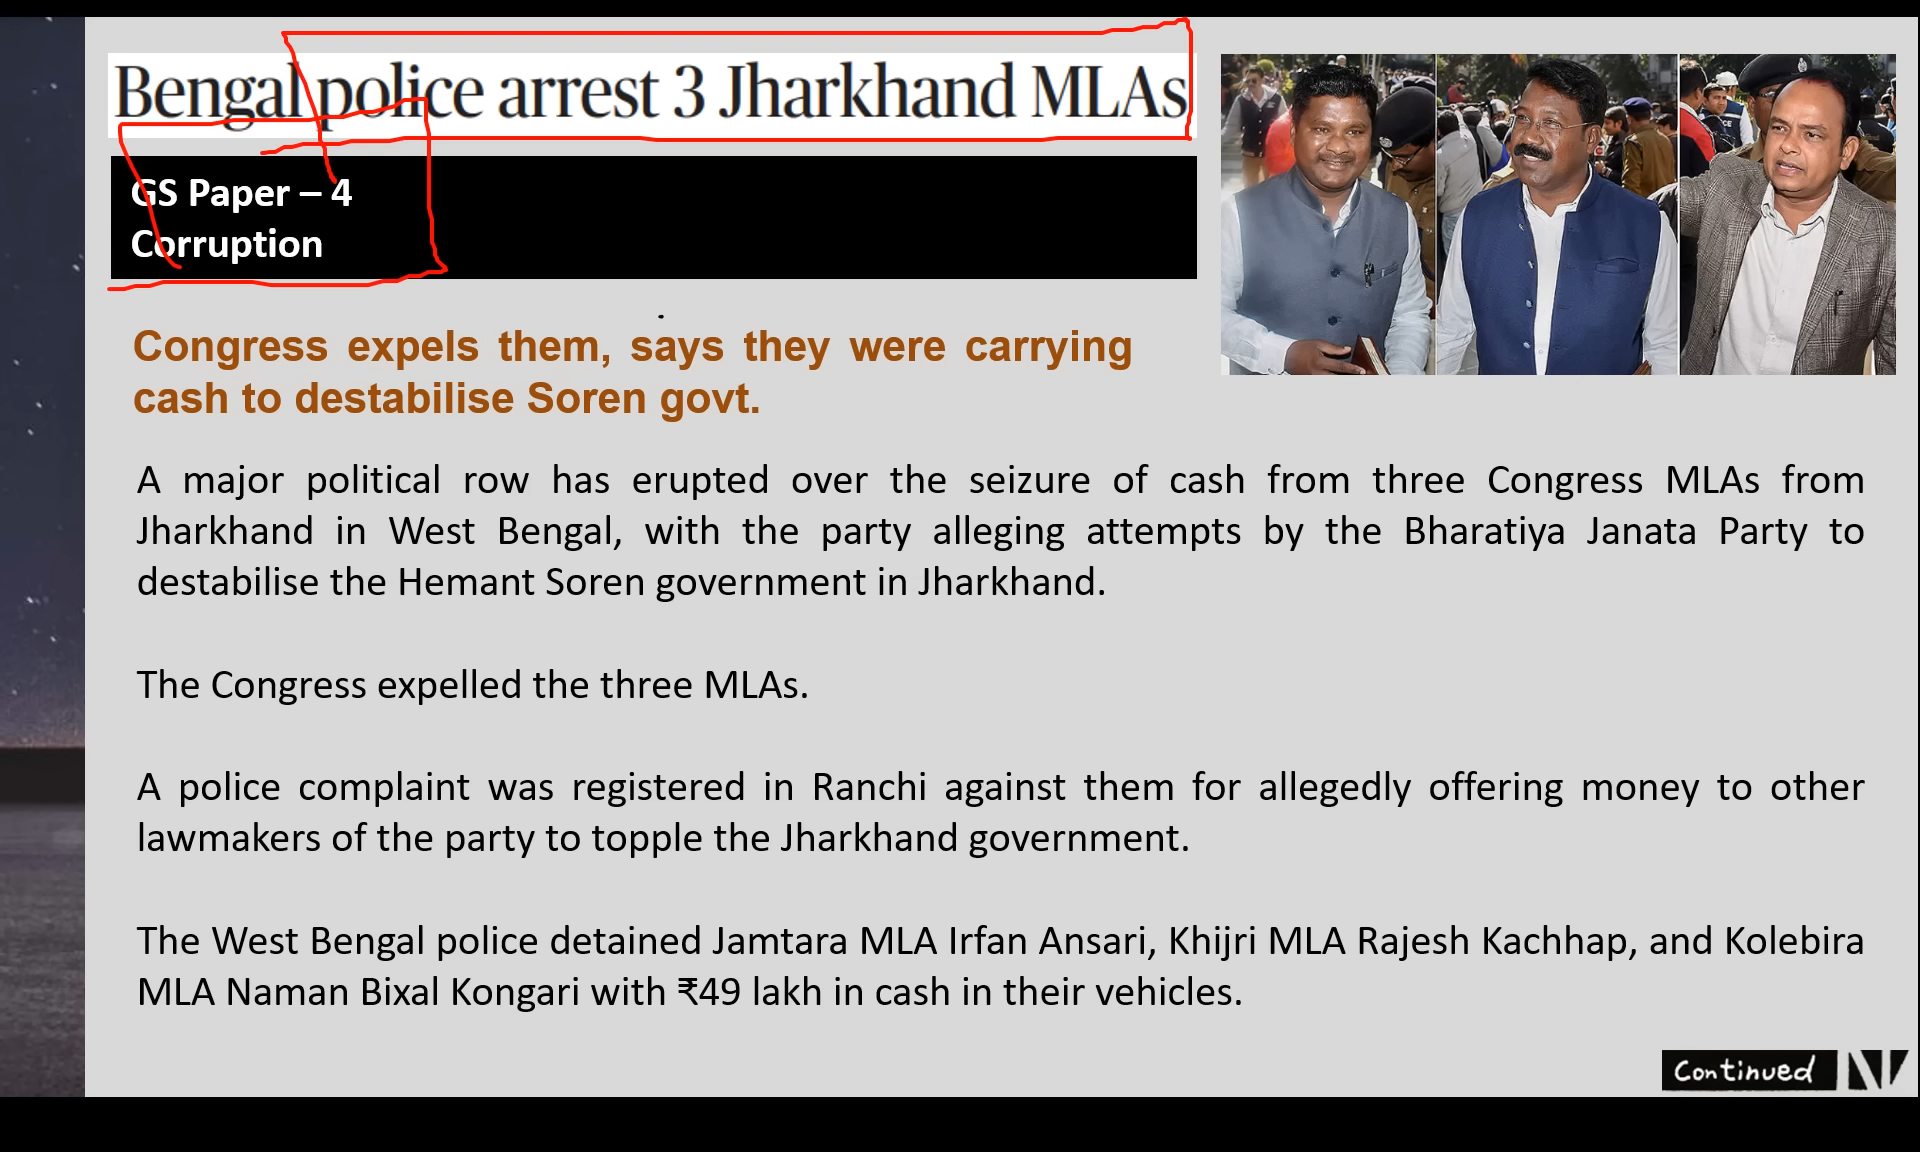 Bengal police arrest 3 Jharkhand MLAs
GS Paper – 4
Corruption
Congress expels them, says they were carrying
cash to destabilise Soren govt.
A major political row has erupted over the seizure of cash from three Congress MLAs from
Jharkhand in West Bengal, with the party alleging attempts by the Bharatiya Janata Party to
destabilise the Hemant Soren government in Jharkhand.
The Congress expelled the three MLAs.
A police complaint was registered in Ranchi against them for allegedly offering money to other
lawmakers of the party to topple the Jharkhand government.
The West Bengal police detained Jamtara MLA Irfan Ansari, Khijri MLA Rajesh Kachhap, and Kolebira
MLA Naman Bixal Kongari with ₹49 lakh in cash in their vehicles.
Continued